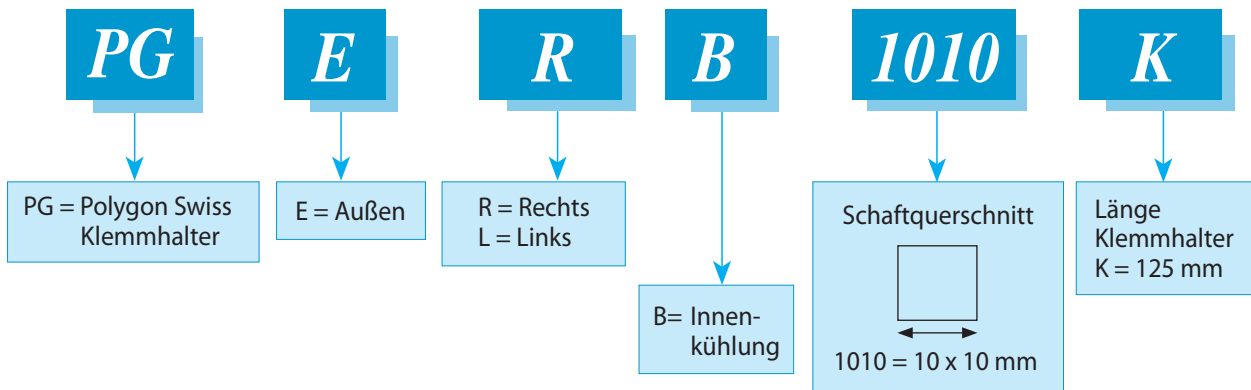 PG E R B 1010 K
PG = Polygon Swiss
Klemmhalter
E = Außen
R = Rechts
L = Links
B= Innen-
kühlung
Schaftquerschnitt
1010 = 10 x 10 mm
Länge
Klemmhalter
K = 125 mm